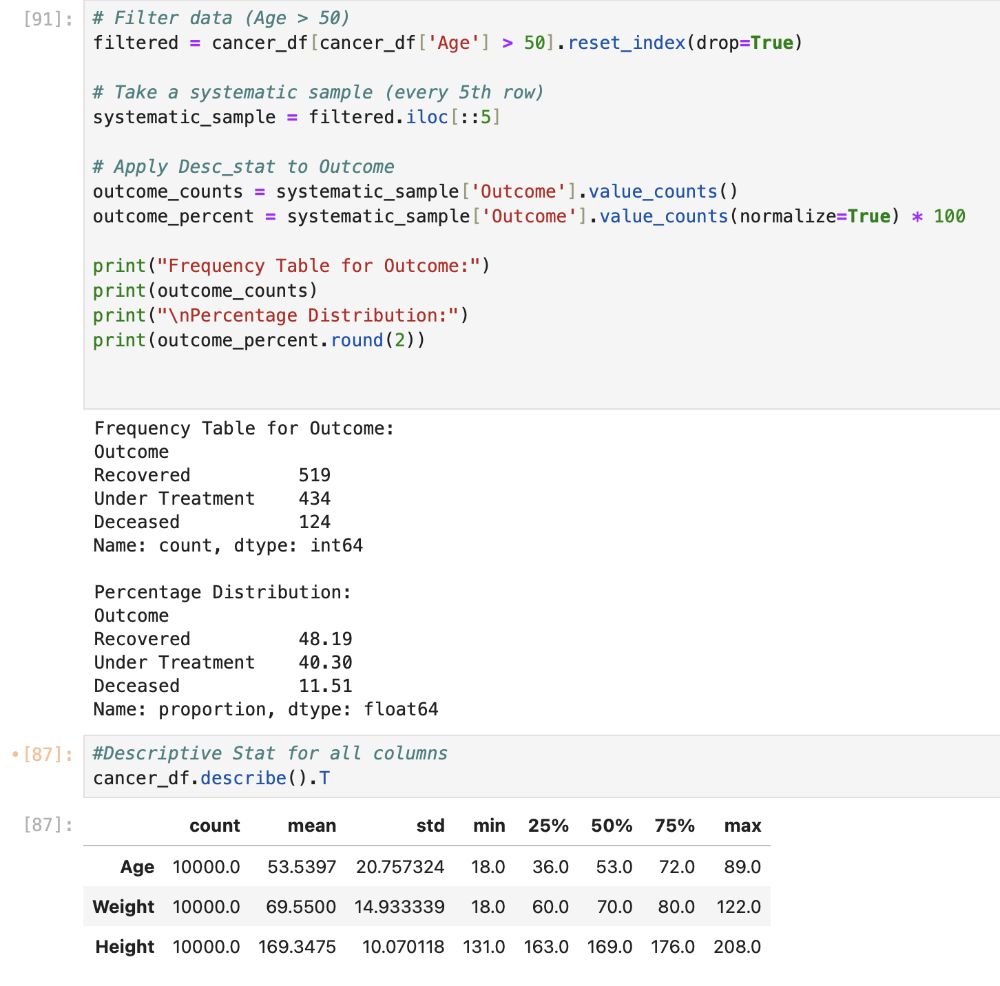 [91]:
# Filter data (Age > 50)
filtered = cancer_df[cancer_df['Age'] > 50].reset_index(drop=True)
# Take a systematic sample (every 5th row)
systematic_sample = filtered.iloc[::5]
# Apply Desc_stat to Outcome
outcome_counts = systematic_sample['Outcome'].value_counts()
outcome_percent = systematic_sample['Outcome'].value_counts(normalize=True) * 100
print("Frequency Table for Outcome:")
print(outcome_counts)
print("\nPercentage Distribution:")
print(outcome_percent.round(2))
Frequency Table for Outcome:
Outcome
Recovered          519
Under Treatment    434
Deceased           124
Name: count, dtype: int64
Percentage Distribution:
Outcome
Recovered          48.19
Under Treatment    40.30
Deceased           11.51
Name: proportion, dtype: float64
•[87]:
#Descriptive Stat for all columns
cancer_df.describe().T
[87]:
count mean std min 25% 50% 75% max
Age 10000.0 53.5397 20.757324 18.0 36.0 53.0 72.0 89.0
Weight 10000.0 69.5500 14.933339 18.0 60.0 70.0 80.0 122.0
Height 10000.0 169.3475 10.070118 131.0 163.0 169.0 176.0 208.0